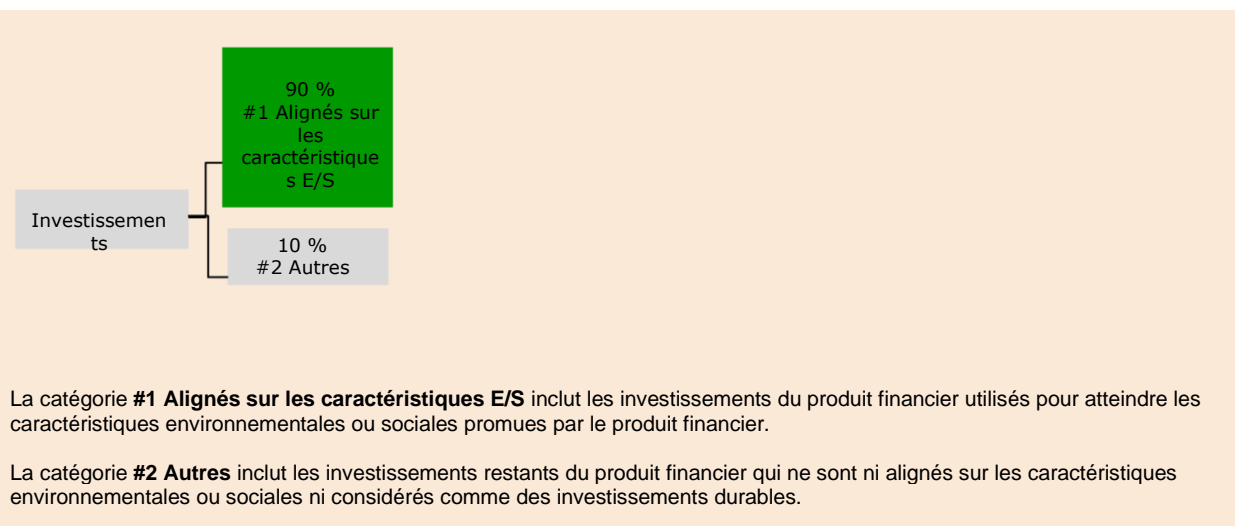 90 %
#1 Alignés sur
les
caractéristique
s E/S
Investissemen
ts
10 %
#2 Autres
La catégorie #1 Alignés sur les caractéristiques E/S inclut les investissements du produit financier utilisés pour atteindre les
caractéristiques environnementales ou sociales promues par le produit financier.
La catégorie #2 Autres inclut les investissements restants du produit financier qui ne sont ni alignés sur les caractéristiques
environnementales ou sociales ni considérés comme des investissements durables.